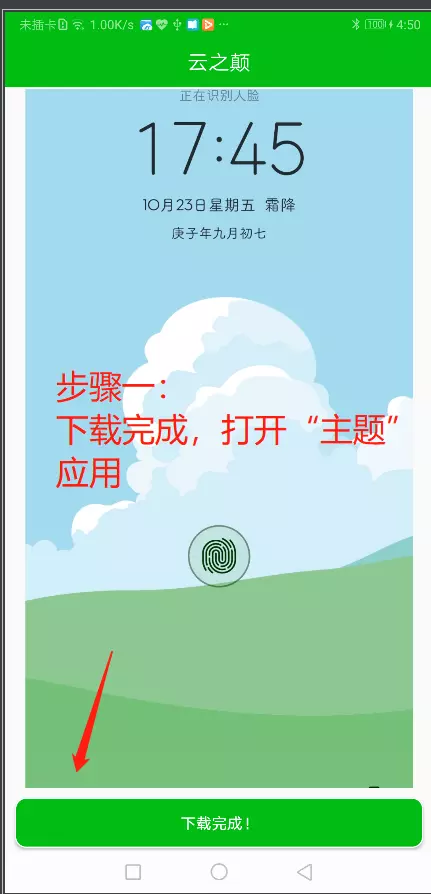 未插卡 1.00K/s ··· 100 4:50
云之颠
正在识别人脸
17:45
10月23日星期五 霜降
庚子年九月初七
步骤一：
下载完成，打开“主题”
应用
下载完成！